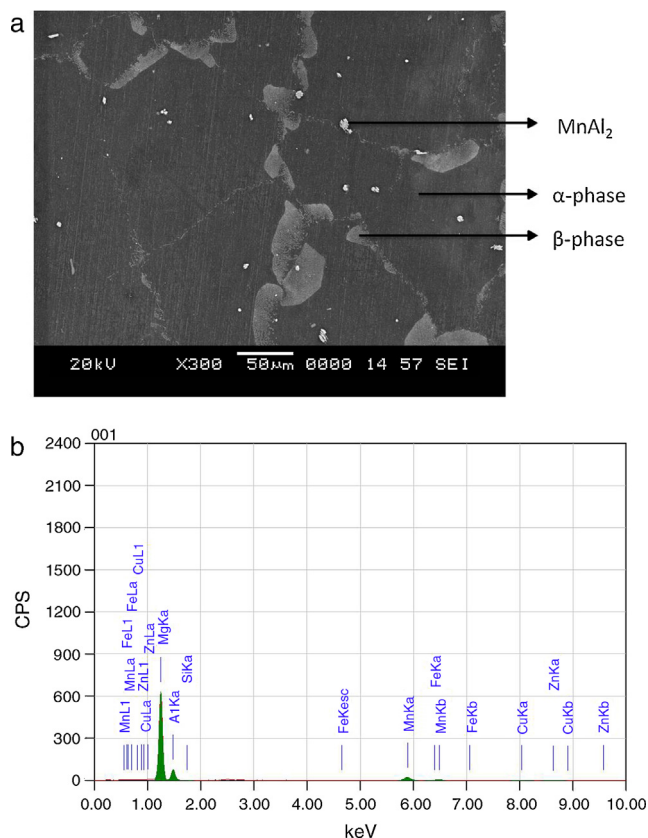 a
MnAl₂
α-phase
β-phase
20kV X300 50μm 0000 14 57 SEI
b
001
2400
2100
1800
1500
1200
900
600
300
0
CPS
MnL1
FeL1
MnLa
FeLa
ZnL1
CuL1
CuLa
ZnLa
MgKa
A1Ka
SiKa
FeKesc
MnKa
FeKa
MnKb
FeKb
CuKa
ZnKa
CuKb
ZnKb
0.00 1.00 2.00 3.00 4.00 5.00 6.00 7.00 8.00 9.00 10.00
keV